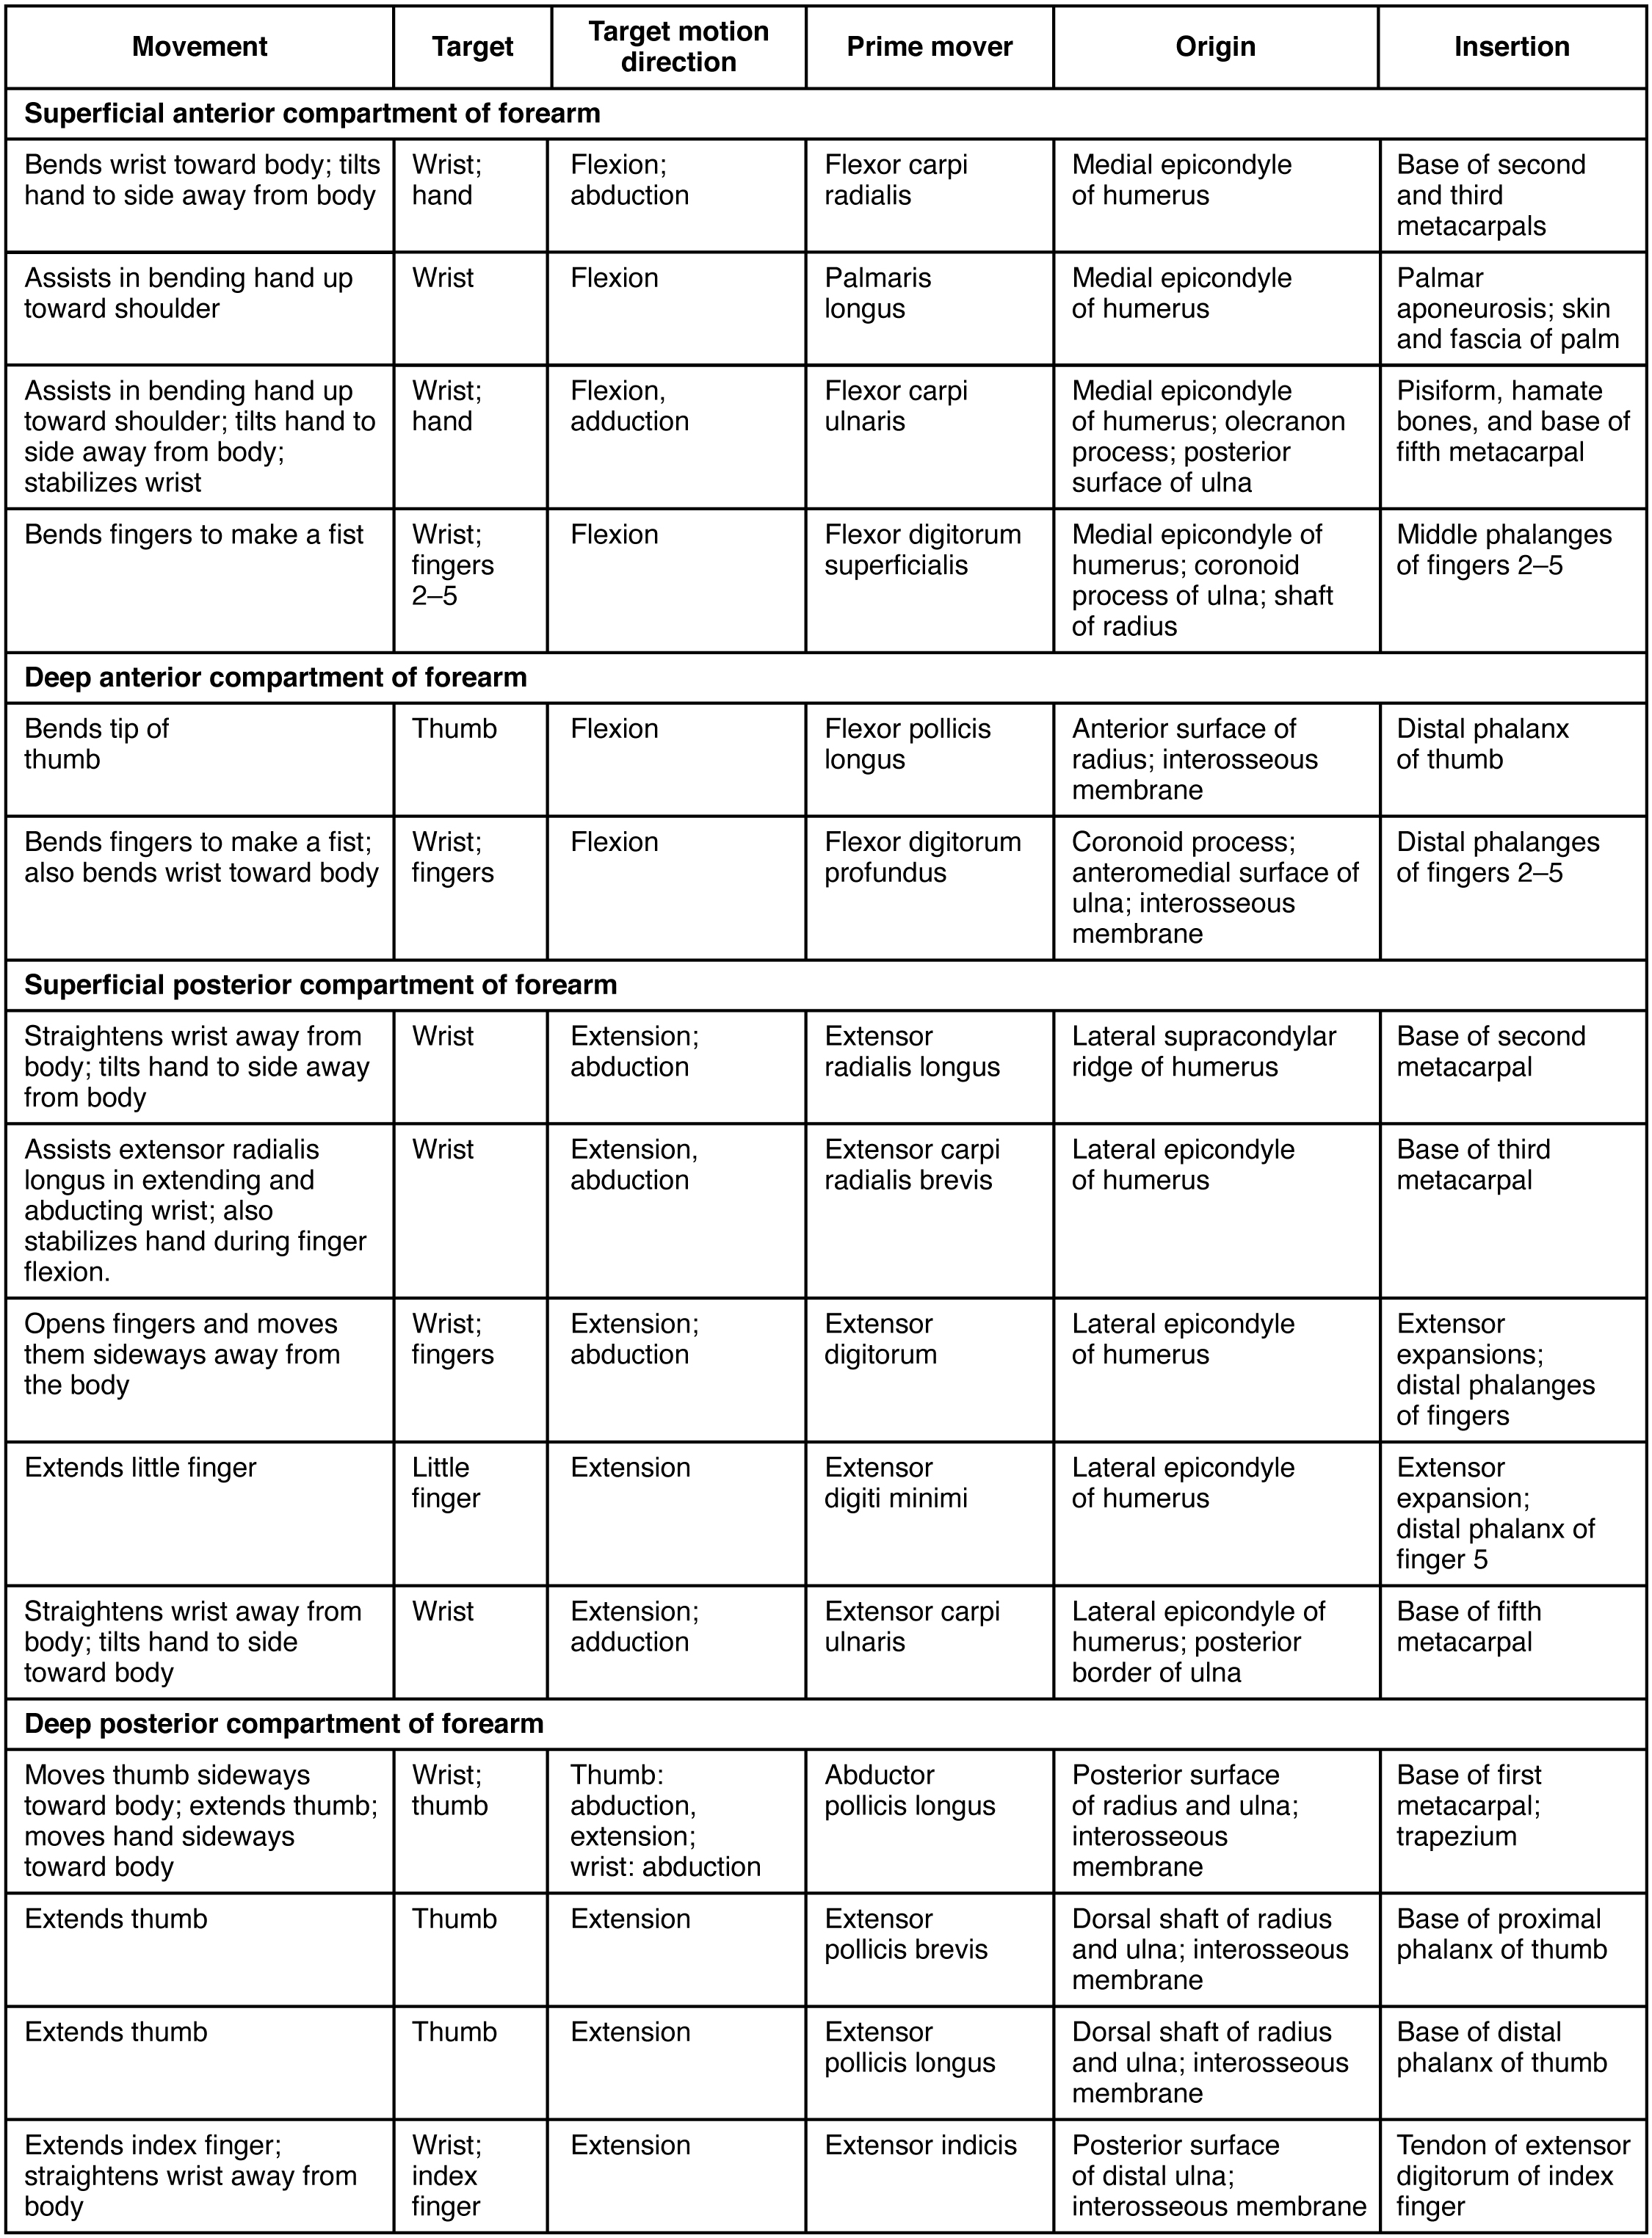 Movement
Target
Target motion
direction
Prime mover
Origin
Insertion
Superficial anterior compartment of forearm
Bends wrist toward body; tilts
hand to side away from body
Wrist;
hand
Flexion;
abduction
Flexor carpi
radialis
Medial epicondyle
of humerus
Base of second
and third
metacarpals
Assists in bending hand up
toward shoulder
Wrist
Flexion
Palmaris
longus
Medial epicondyle
of humerus
Palmar
aponeurosis; skin
and fascia of palm
Assists in bending hand up
toward shoulder; tilts hand to
side away from body;
stabilizes wrist
Wrist;
hand
Flexion,
adduction
Flexor carpi
ulnaris
Medial epicondyle
of humerus; olecranon
process; posterior
surface of ulna
Pisiform, hamate
bones, and base of
fifth metacarpal
Bends fingers to make a fist
Wrist;
fingers
2–5
Flexion
Flexor digitorum
superficialis
Medial epicondyle of
humerus; coronoid
process of ulna; shaft
of radius
Middle phalanges
of fingers 2–5
Deep anterior compartment of forearm
Bends tip of
thumb
Thumb
Flexion
Flexor pollicis
longus
Anterior surface of
radius; interosseous
membrane
Distal phalanx
of thumb
Bends fingers to make a fist;
also bends wrist toward body
Wrist;
fingers
Flexion
Flexor digitorum
profundus
Coronoid process;
anteromedial surface of
ulna; interosseous
membrane
Distal phalanges
of fingers 2–5
Superficial posterior compartment of forearm
Straightens wrist away from
body; tilts hand to side away
from body
Wrist
Extension;
abduction
Extensor
radialis longus
Lateral supracondylar
ridge of humerus
Base of second
metacarpal
Assists extensor radialis
longus in extending and
abducting wrist; also
stabilizes hand during finger
flexion.
Wrist
Extension,
abduction
Extensor carpi
radialis brevis
Lateral epicondyle
of humerus
Base of third
metacarpal
Opens fingers and moves
them sideways away from
the body
Wrist;
fingers
Extension;
abduction
Extensor
digitorum
Lateral epicondyle
of humerus
Extensor
expansions;
distal phalanges
of fingers
Extends little finger
Little
finger
Extension
Extensor
digiti minimi
Lateral epicondyle
of humerus
Extensor
expansion;
distal phalanx of
finger 5
Straightens wrist away from
body; tilts hand to side
toward body
Wrist
Extension;
adduction
Extensor carpi
ulnaris
Lateral epicondyle of
humerus; posterior
border of ulna
Base of fifth
metacarpal
Deep posterior compartment of forearm
Moves thumb sideways
toward body; extends thumb;
moves hand sideways
toward body
Wrist;
thumb
Thumb:
abduction,
extension;
wrist: abduction
Abductor
pollicis longus
Posterior surface
of radius and ulna;
interosseous
membrane
Base of first
metacarpal;
trapezium
Extends thumb
Thumb
Extension
Extensor
pollicis brevis
Dorsal shaft of radius
and ulna; interosseous
membrane
Base of proximal
phalanx of thumb
Extends thumb
Thumb
Extension
Extensor
pollicis longus
Dorsal shaft of radius
and ulna; interosseous
membrane
Base of distal
phalanx of thumb
Extends index finger;
straightens wrist away from
body
Wrist;
index
finger
Extension
Extensor indicis
Posterior surface
of distal ulna;
interosseous membrane
Tendon of extensor
digitorum of index
finger